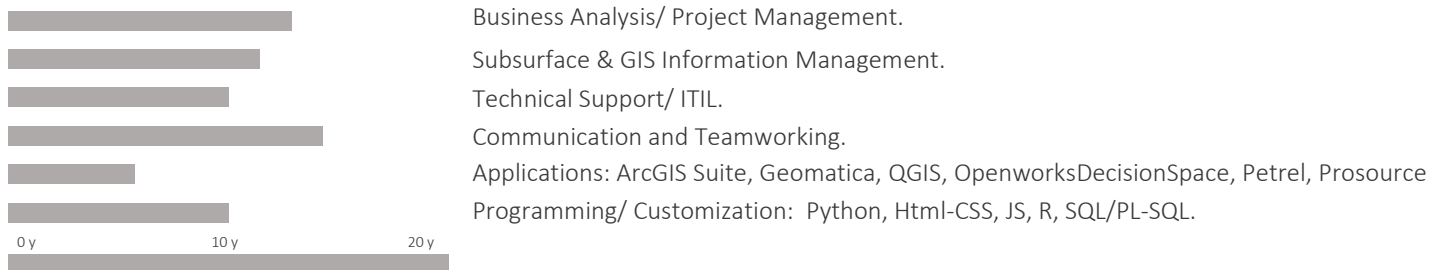 Business Analysis/ Project Management.
Subsurface & GIS Information Management.
Technical Support/ ITIL.
Communication and Teamworking.
Applications: ArcGIS Suite, Geomatica, QGIS, OpenworksDecisionSpace, Petrel, Prosource
Programming/ Customization:  Python, Html-CSS, JS, R, SQL/PL-SQL.
0 y 10 y 20 y